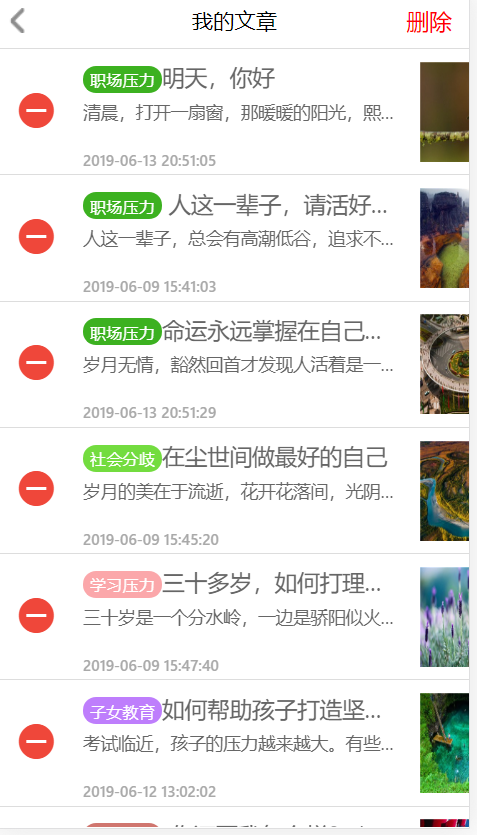 我的文章
删除
职场压力 明天，你好
清晨，打开一扇窗，那暖暖的阳光，熙...
2019-06-13 20:51:05
职场压力 人这一辈子，请活好...
人这一辈子，总会有高潮低谷，追求不...
2019-06-09 15:41:03
职场压力 命运永远掌握在自己...
岁月无情，豁然回首才发现人活着是一...
2019-06-13 20:51:29
社会分歧 在尘世间做最好的自己
岁月的美在于流逝，花开花落间，光阴...
2019-06-09 15:45:20
学习压力 三十多岁，如何打理...
三十岁是一个分水岭，一边是骄阳似火...
2019-06-09 15:47:40
子女教育 如何帮助孩子打造坚...
考试临近，孩子的压力越来越大。有些...
2019-06-12 13:02:02